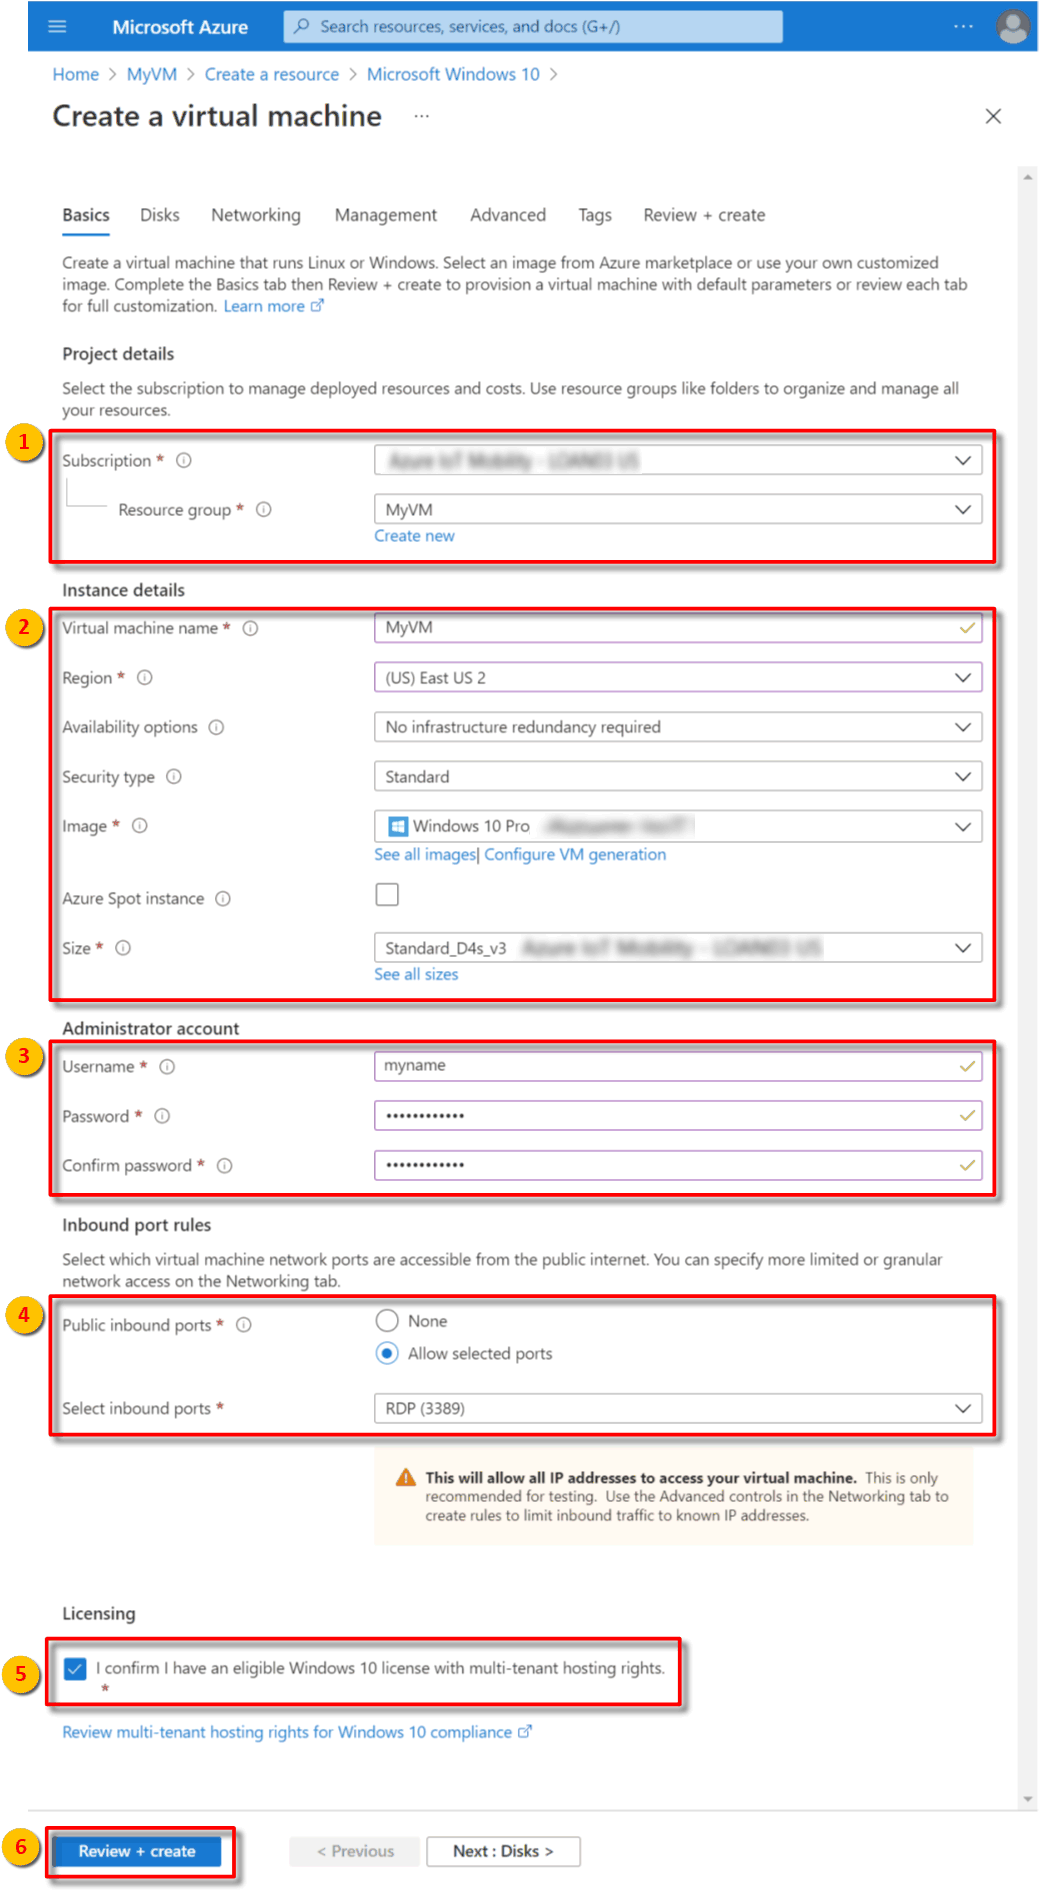 Microsoft Azure
Search resources, services, and docs (G+/)
...
Home > MyVM > Create a resource > Microsoft Windows 10 >
Create a virtual machine ...
Basics Disks Networking Management Advanced Tags Review + create
Create a virtual machine that runs Linux or Windows. Select an image from Azure marketplace or use your own customized
image. Complete the Basics tab then Review + create to provision a virtual machine with default parameters or review each tab
for full customization. Learn more
Project details
Select the subscription to manage deployed resources and costs. Use resource groups like folders to organize and manage all
your resources.
1
Subscription *
Resource group * MyVM
Create new
Instance details
2
Virtual machine name * MyVM
Region * (US) East US 2
Availability options No infrastructure redundancy required
Security type Standard
Image * Windows 10 Pro
See all images| Configure VM generation
Azure Spot instance
Size * Standard_D4s_v3
See all sizes
Administrator account
3
Username * myname
Password * ••••••••••••
Confirm password * ••••••••••••
Inbound port rules
Select which virtual machine network ports are accessible from the public internet. You can specify more limited or granular
network access on the Networking tab.
4
Public inbound ports * None
Allow selected ports
Select inbound ports * RDP (3389)
This will allow all IP addresses to access your virtual machine. This is only
recommended for testing. Use the Advanced controls in the Networking tab to
create rules to limit inbound traffic to known IP addresses.
Licensing
5
I confirm I have an eligible Windows 10 license with multi-tenant hosting rights.
*
Review multi-tenant hosting rights for Windows 10 compliance
6
Review + create < Previous Next : Disks >